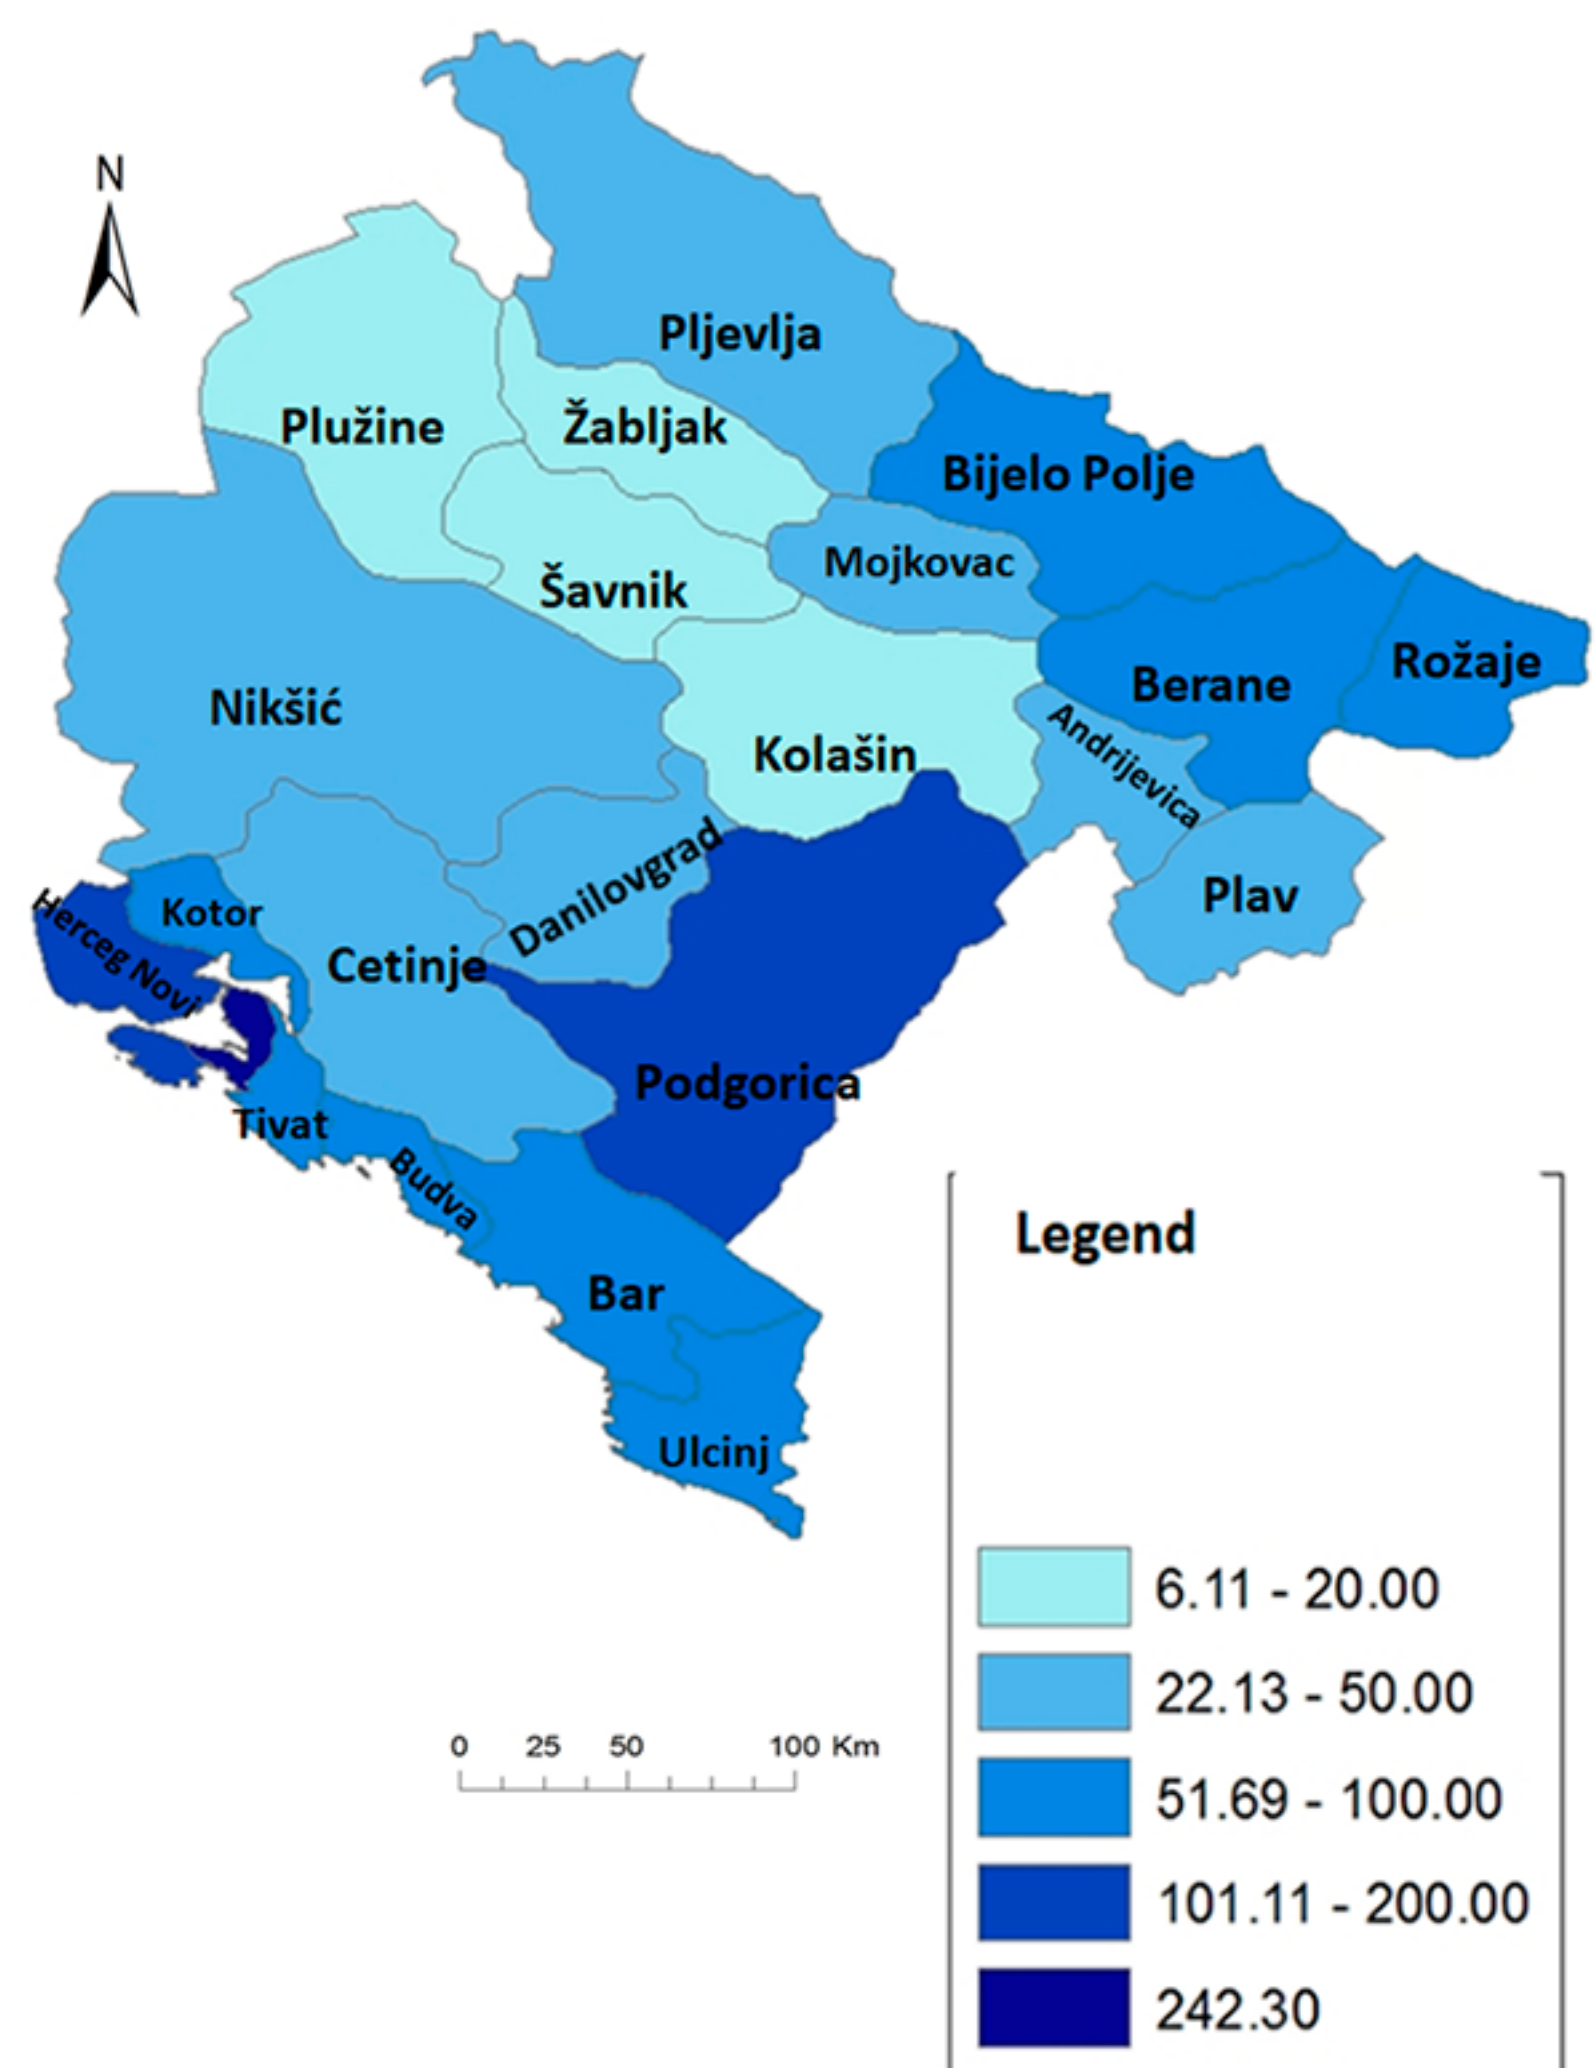 N
Pljevlja
Plužine
Žabljak
Bijelo Polje
Mojkovac
Šavnik
Rožaje
Berane
Nikšić
Andrijevica
Kolašin
Danilovgrad
Plav
Herceg Novi
Kotor
Cetinje
Podgorica
Tivat
Budva
Bar
Ulcinj
Legend
6.11 - 20.00
22.13 - 50.00
51.69 - 100.00
101.11 - 200.00
242.30
0 25 50 100 Km